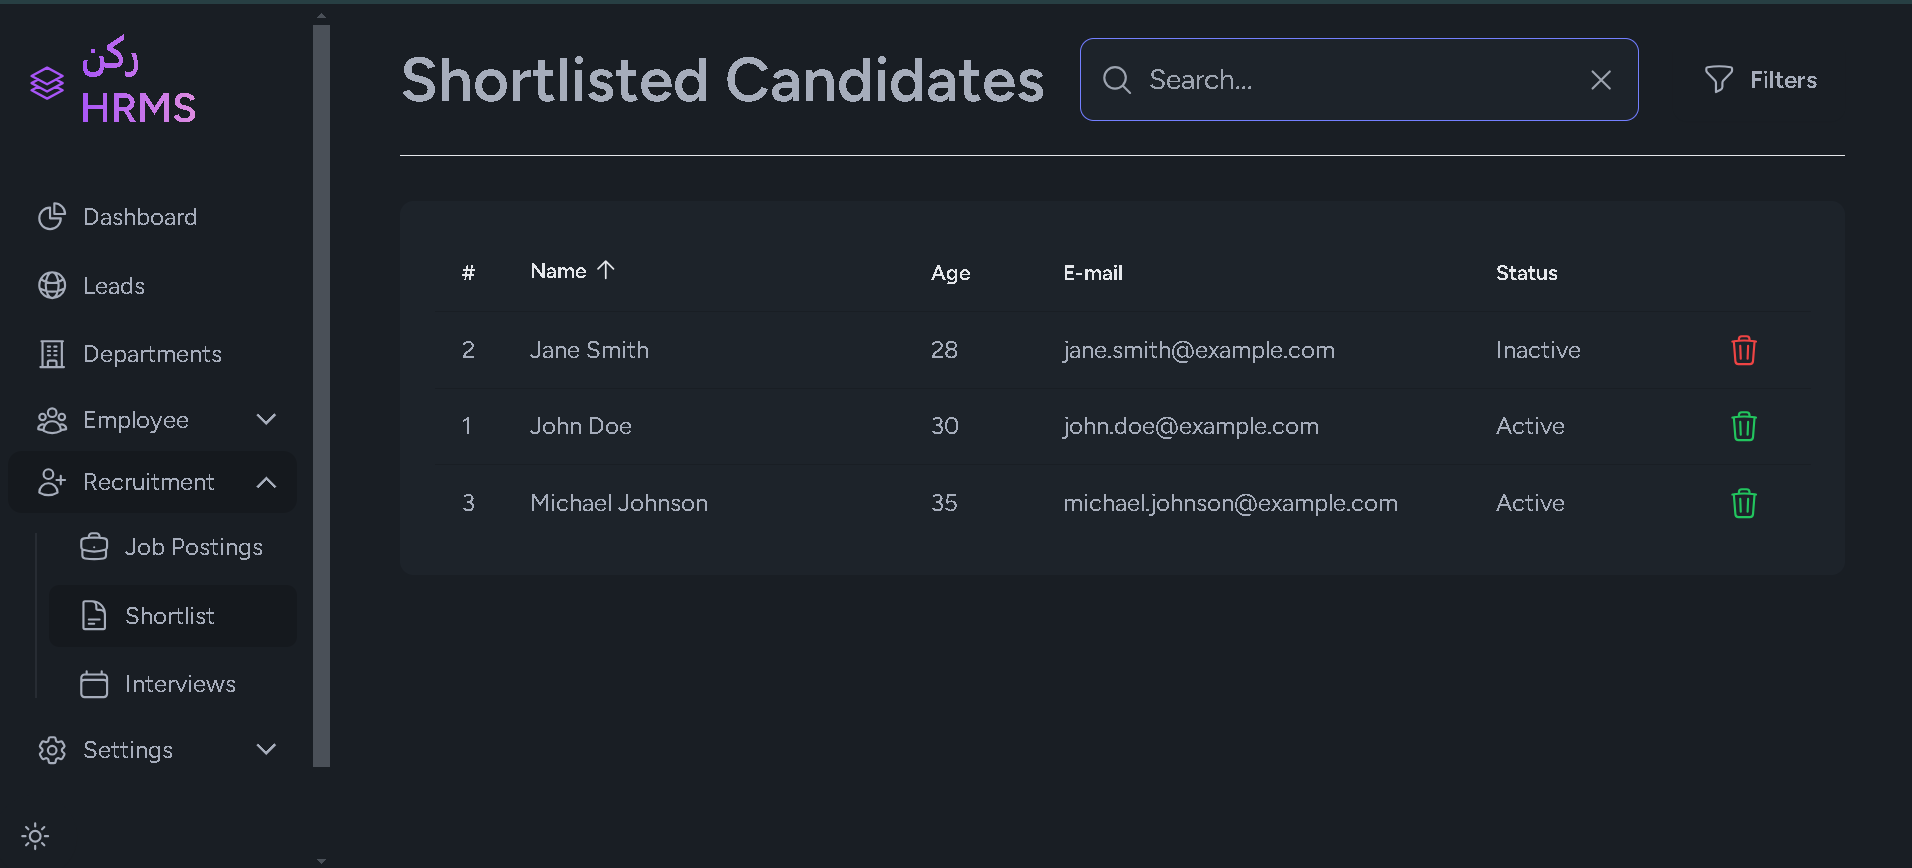 ركن
HRMS
Dashboard
Leads
Departments
Employee
Recruitment
Job Postings
Shortlist
Interviews
Settings
Shortlisted Candidates
Search...
Filters
# Name Age E-mail Status
2 Jane Smith 28 jane.smith@example.com Inactive
1 John Doe 30 john.doe@example.com Active
3 Michael Johnson 35 michael.johnson@example.com Active